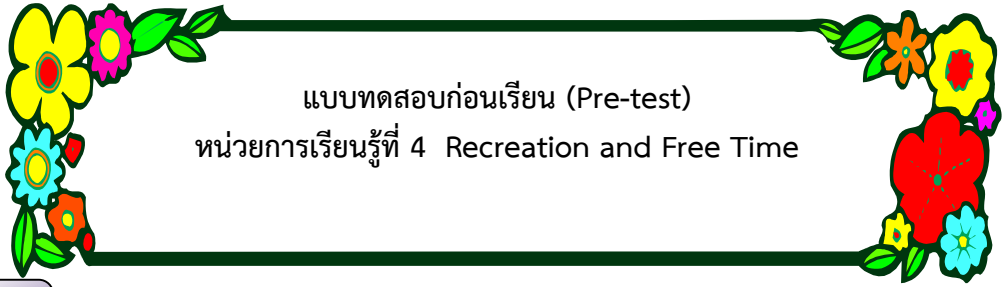 แบบทดสอบก่อนเรียน (Pre-test)
หน่วยการเรียนรู้ที่ 4 Recreation and Free Time